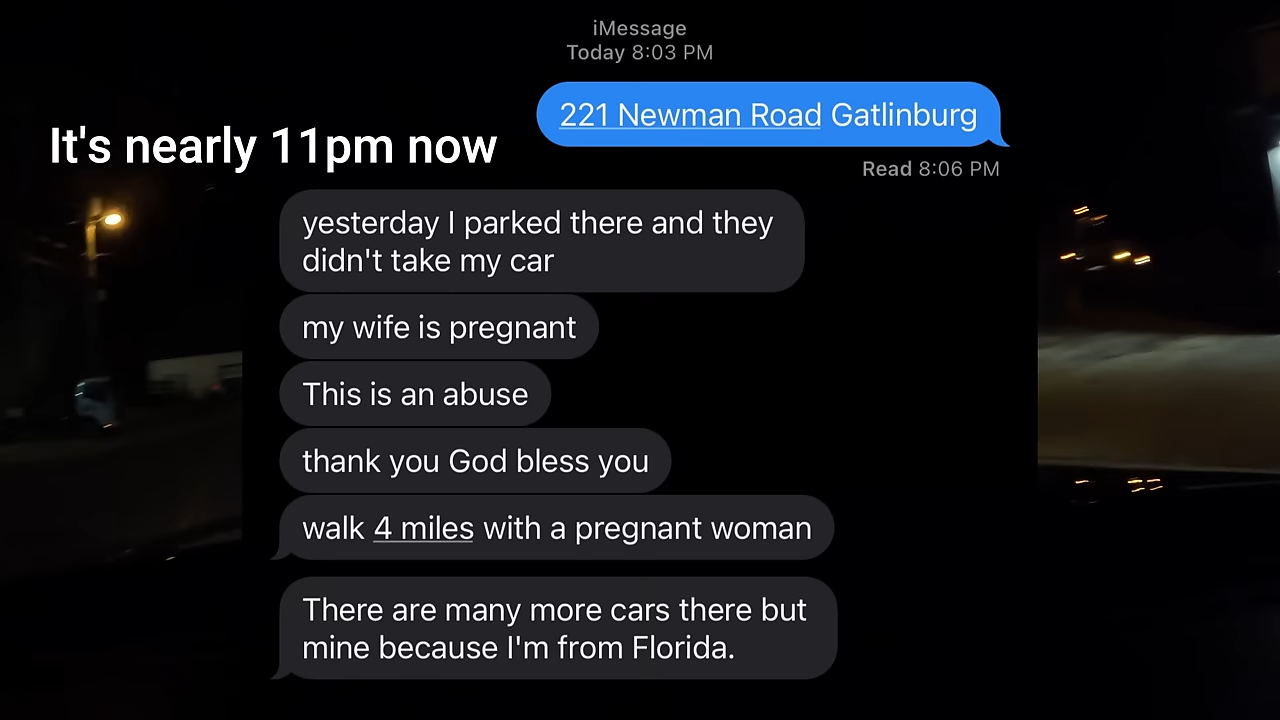 iMessage
Today 8:03 PM
221 Newman Road Gatlinburg
It's nearly 11pm now
Read 8:06 PM
yesterday I parked there and they
didn't take my car
my wife is pregnant
This is an abuse
thank you God bless you
walk 4 miles with a pregnant woman
There are many more cars there but
mine because I'm from Florida.